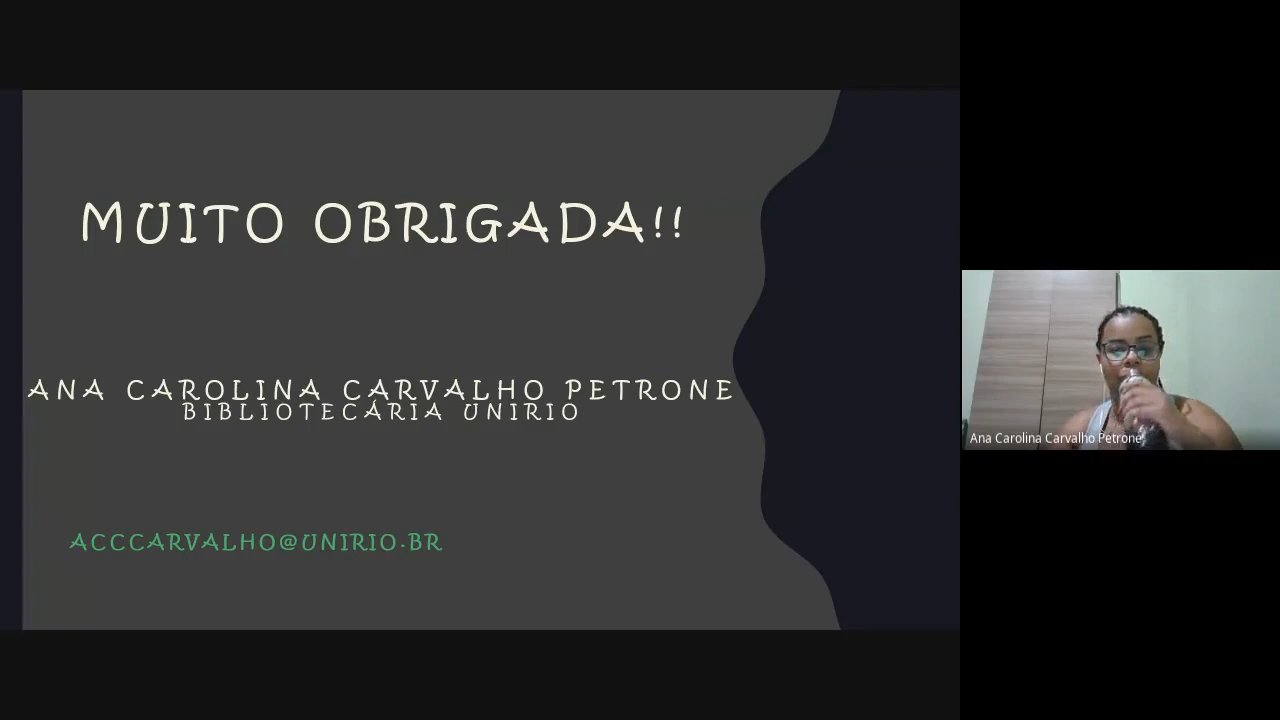 MUITO OBRIGADA!!
ANA CAROLINA CARVALHO PETRONE
BIBLIOTECÁRIA UNIRIO
ACCCARVALHO@UNIRIO.BR
Ana Carolina Carvalho Petrone